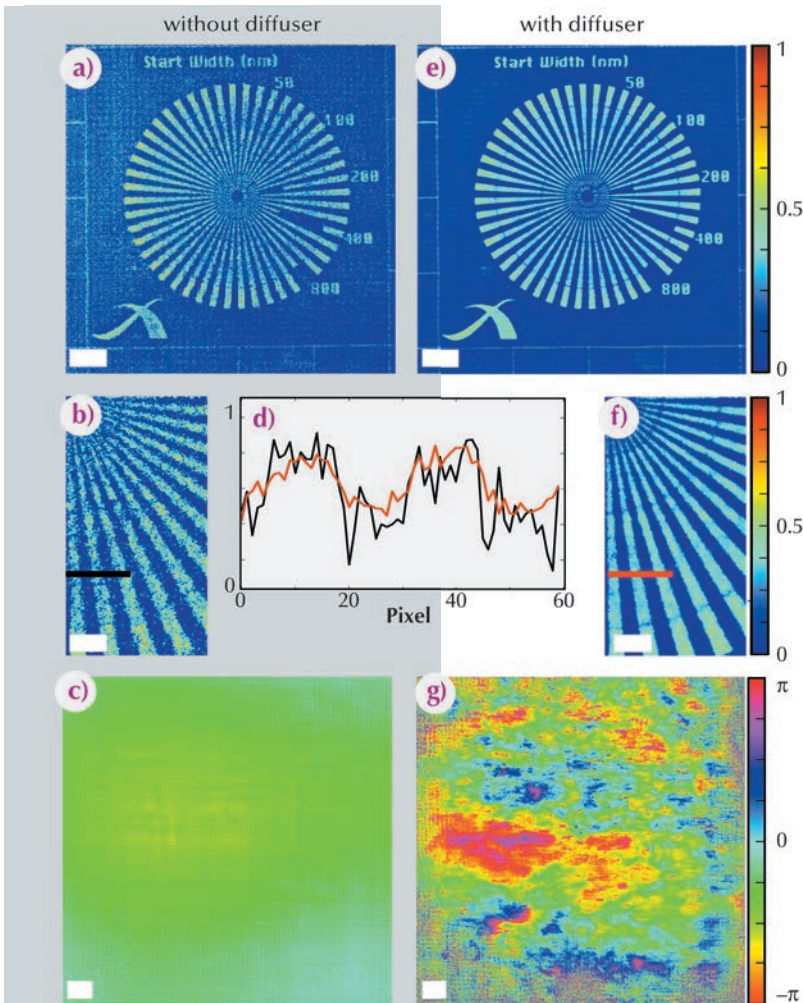 without diffuser
with diffuser
a)
Start Width (nm)
50
100
200
400
800
e)
Start Width (nm)
50
100
200
400
800
1
0.5
0
b)
d)
1
0
0
20
40
60
Pixel
f)
1
0.5
0
c)
g)
π
0
−π